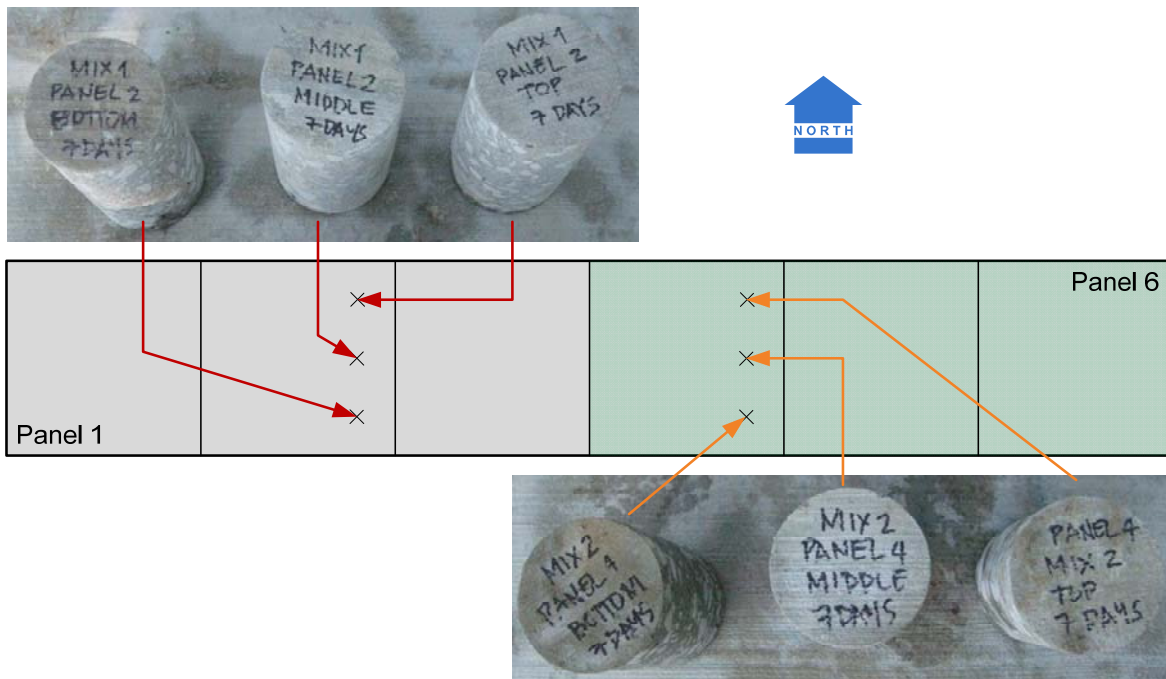 MIX 1
PANEL 2
BOTTOM
7 DAYS
MIX 1
PANEL 2
MIDDLE
7 DAYS
MIX 1
PANEL 2
TOP
7 DAYS
NORTH
Panel 6
Panel 1
MIX 2
PANEL 4
BOTTOM
7 DAYS
MIX 2
PANEL 4
MIDDLE
7 DAYS
PANEL 4
MIX 2
TOP
7 DAYS